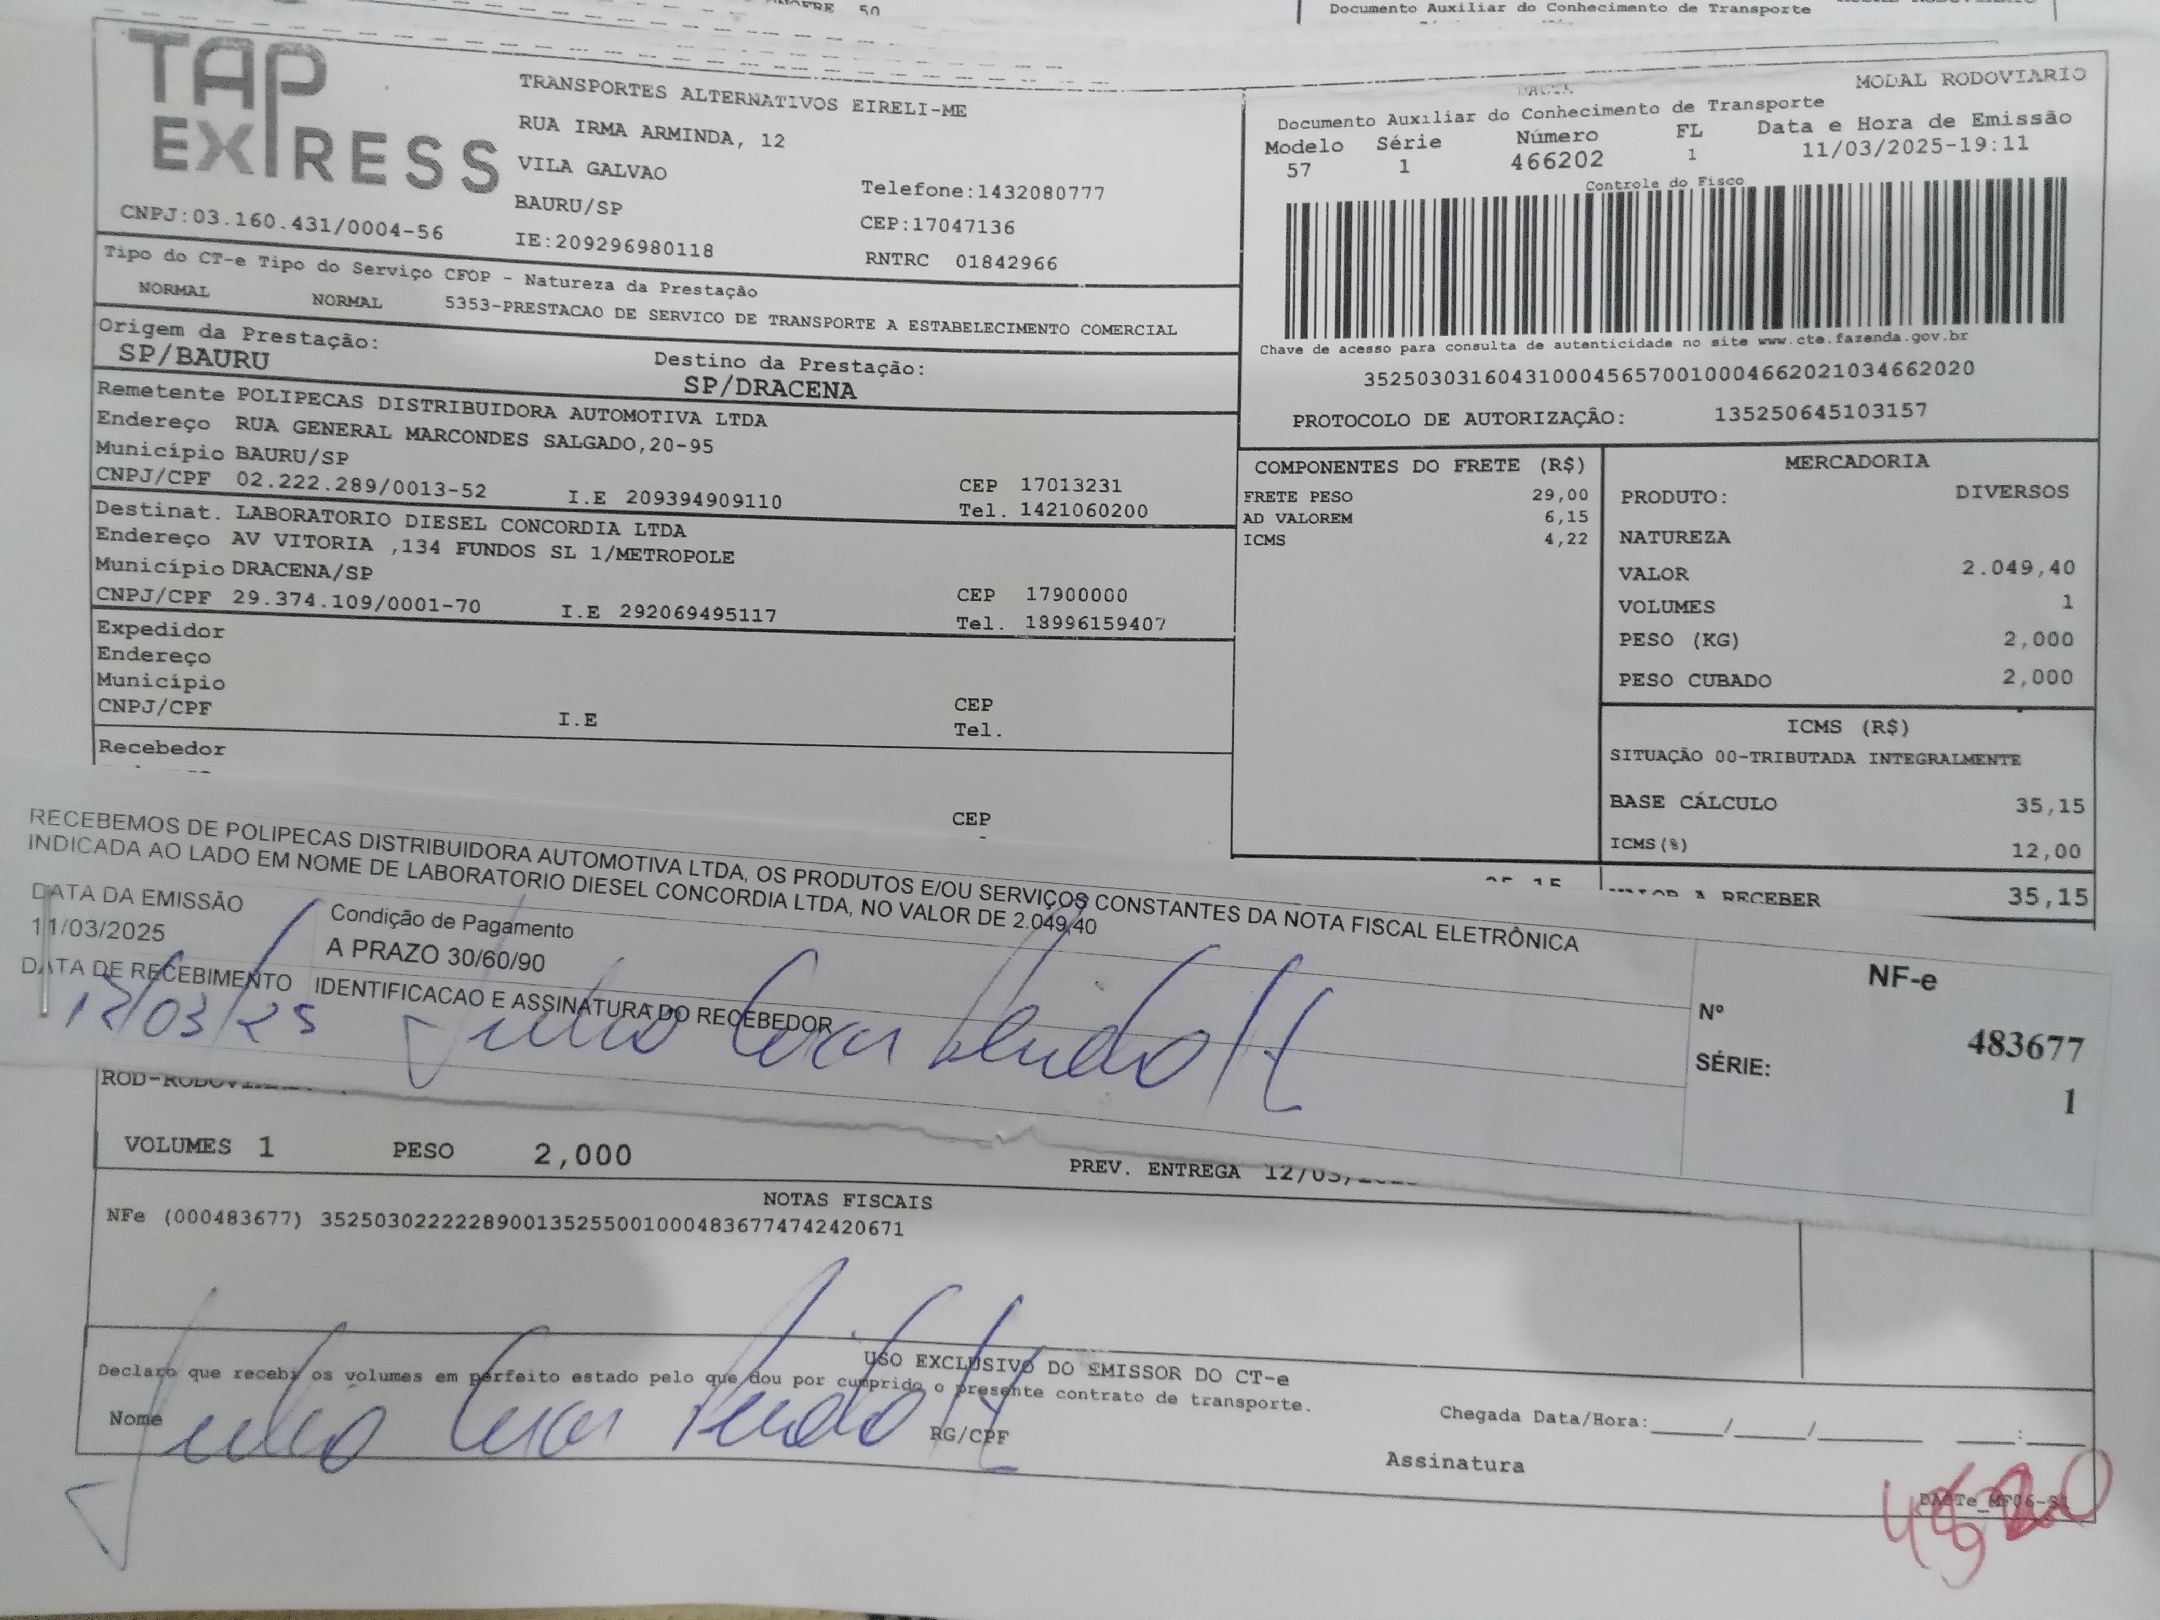 50
Documento Auxiliar do Conhecimento de Transporte
TAP
EXPRESS
CNPJ:03.160.431/0004-56
TRANSPORTES ALTERNATIVOS EIRELI-ME
RUA IRMA ARMINDA, 12
VILA GALVAO
BAURU/SP
IE:209296980118
Telefone:1432080777
CEP:17047136
RNTRC 01842966
MODAL RODOVIARIO
Documento Auxiliar do Conhecimento de Transporte
Modelo Série Número FL Data e Hora de Emissão
57 1 466202 1 11/03/2025-19:11
Controle do Fisco
Chave de acesso para consulta de autenticidade no site www.cte.fazenda.gov.br
35250303160431000456570010004662021034662020
PROTOCOLO DE AUTORIZAÇÃO: 135250645103157
Tipo do CT-e Tipo do Serviço CFOP - Natureza da Prestação
NORMAL NORMAL 5353-PRESTACAO DE SERVICO DE TRANSPORTE A ESTABELECIMENTO COMERCIAL
Origem da Prestação: Destino da Prestação:
SP/BAURU SP/DRACENA
Remetente POLIPECAS DISTRIBUIDORA AUTOMOTIVA LTDA
Endereço RUA GENERAL MARCONDES SALGADO,20-95
Município BAURU/SP CEP 17013231
CNPJ/CPF 02.222.289/0013-52 I.E 209394909110 Tel. 1421060200
Destinat. LABORATORIO DIESEL CONCORDIA LTDA
Endereço AV VITORIA ,134 FUNDOS SL 1/METROPOLE
Município DRACENA/SP CEP 17900000
CNPJ/CPF 29.374.109/0001-70 I.E 292069495117 Tel. 18996159407
Expedidor
Endereço
Município CEP
CNPJ/CPF I.E Tel.
Recebedor
CEP
COMPONENTES DO FRETE (R$)
FRETE PESO 29,00
AD VALOREM 6,15
ICMS 4,22
MERCADORIA
PRODUTO: DIVERSOS
NATUREZA
VALOR 2.049,40
VOLUMES 1
PESO (KG) 2,000
PESO CUBADO 2,000
ICMS (R$)
SITUAÇÃO 00-TRIBUTADA INTEGRALMENTE
BASE CÁLCULO 35,15
ICMS(%) 12,00
A RECEBER 35,15
RECEBEMOS DE POLIPECAS DISTRIBUIDORA AUTOMOTIVA LTDA, OS PRODUTOS E/OU SERVIÇOS CONSTANTES DA NOTA FISCAL ELETRÔNICA
INDICADA AO LADO EM NOME DE LABORATORIO DIESEL CONCORDIA LTDA, NO VALOR DE 2.049,40
DATA DA EMISSÃO Condição de Pagamento
11/03/2025 A PRAZO 30/60/90
DATA DE RECEBIMENTO IDENTIFICACAO E ASSINATURA DO RECEBEDOR
12/03/25 Julio Cesar
NF-e
Nº 483677
SÉRIE: 1
VOLUMES 1 PESO 2,000 PREV. ENTREGA 12/03/
NOTAS FISCAIS
NFe (000483677) 35250302222289001352550010004836774742420671
USO EXCLUSIVO DO EMISSOR DO CT-e
Declaro que recebi os volumes em perfeito estado pelo que dou por cumprido o presente contrato de transporte.
Nome Julio Cesar RG/CPF
Chegada Data/Hora:_____/_____/_______ ____:____
Assinatura